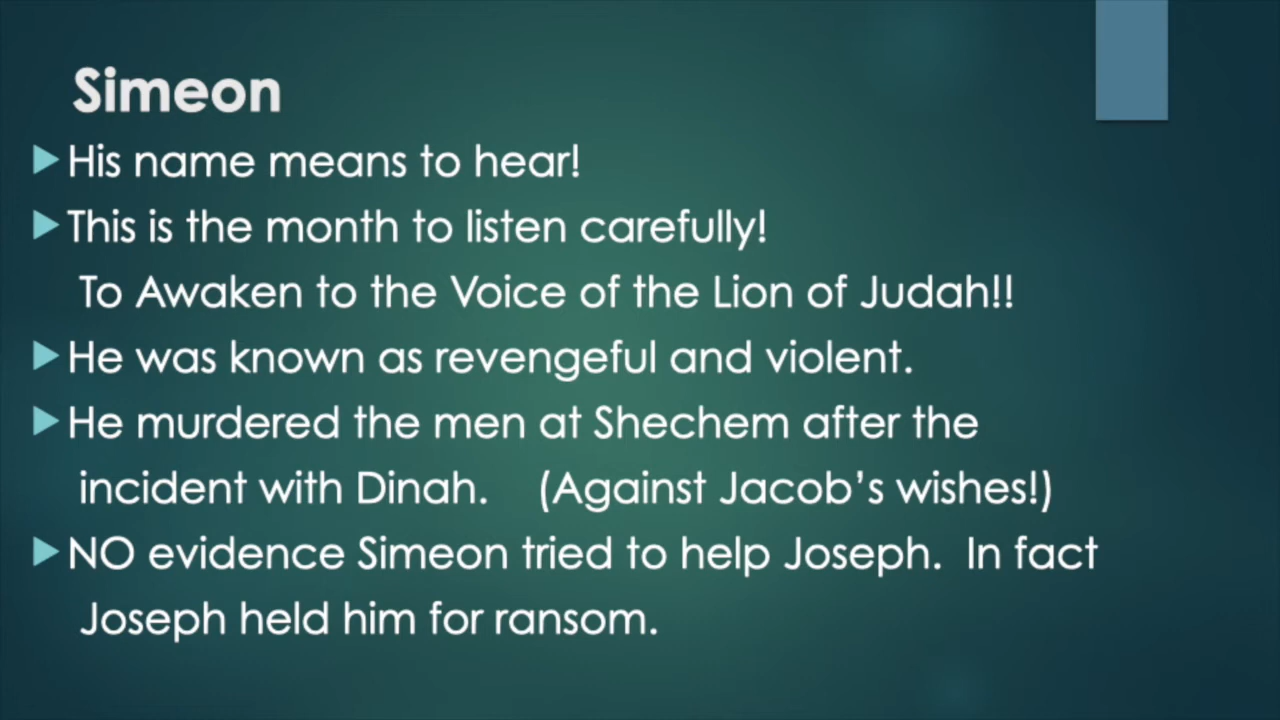 Simeon
His name means to hear!
This is the month to listen carefully!
To Awaken to the Voice of the Lion of Judah!!
He was known as revengeful and violent.
He murdered the men at Shechem after the
incident with Dinah. (Against Jacob's wishes!)
NO evidence Simeon tried to help Joseph. In fact
Joseph held him for ransom.